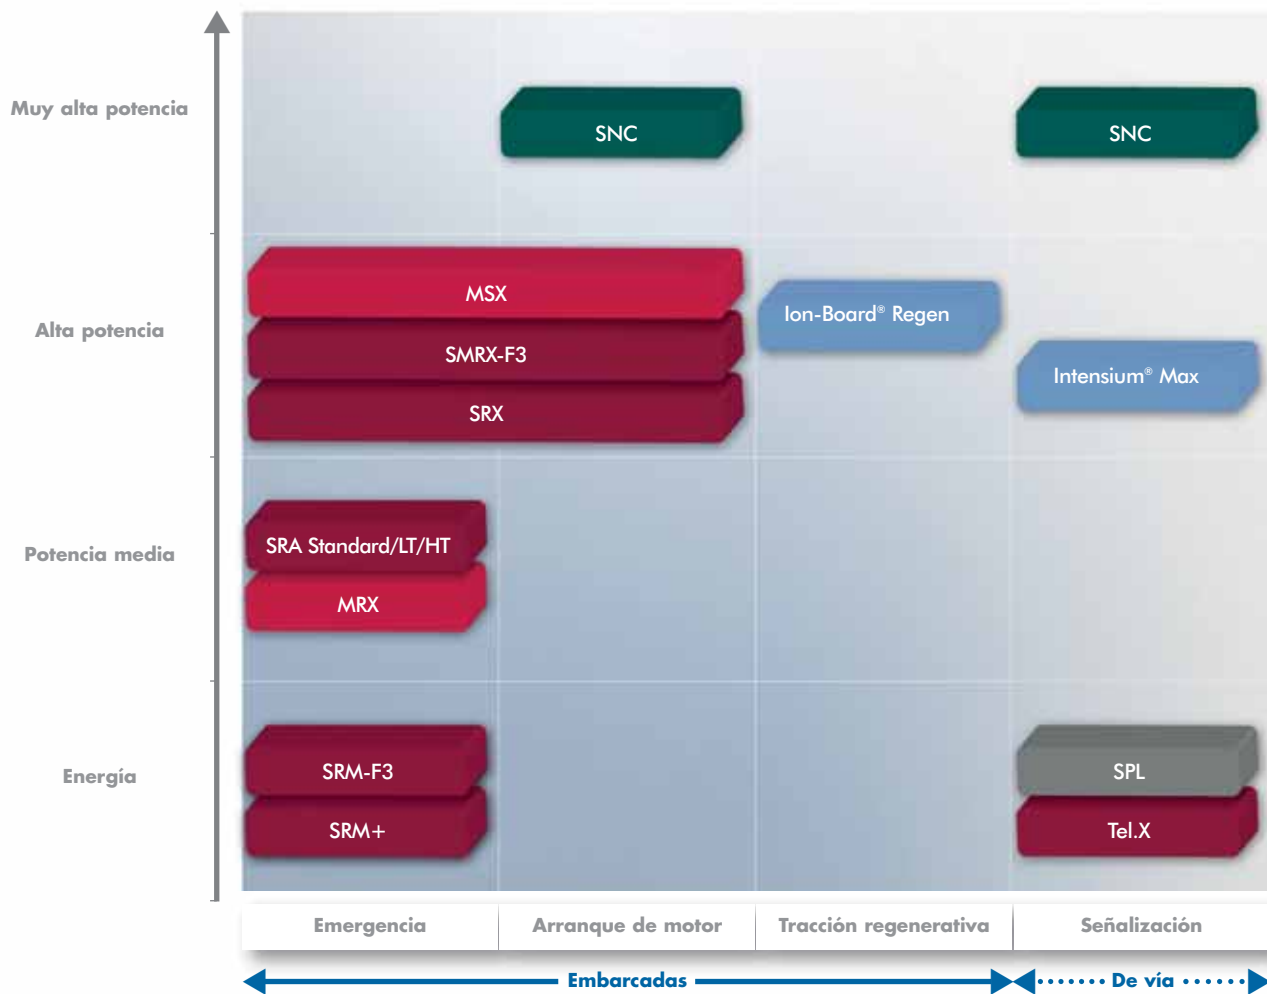 Muy alta potencia
SNC
SNC
Alta potencia
MSX
SMRX-F3
SRX
Ion-Board® Regen
Intensium® Max
Potencia media
SRA Standard/LT/HT
MRX
Energía
SRM-F3
SRM+
SPL
Tel.X
Emergencia
Arranque de motor
Tracción regenerativa
Señalización
Embarcadas
De vía